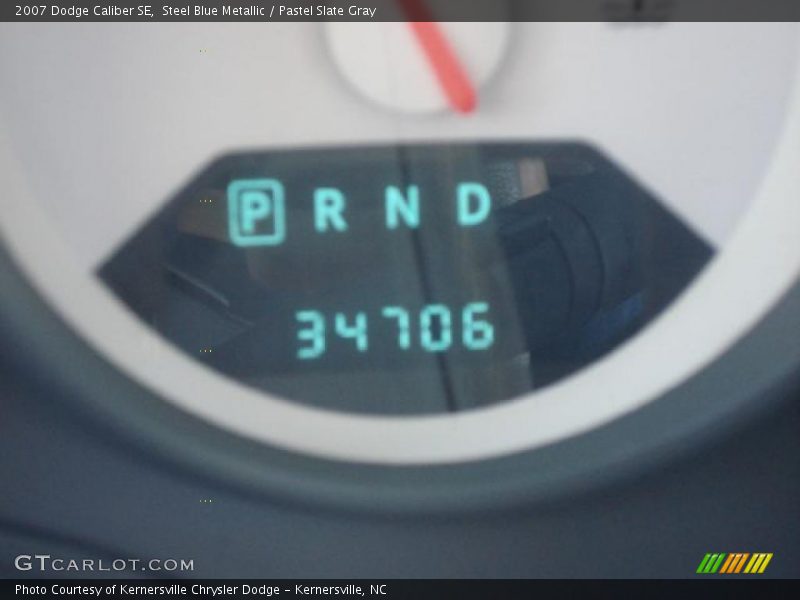 2007 Dodge Caliber SE, Steel Blue Metallic / Pastel Slate Gray
P R N D
34706
GTCARLOT.COM
Photo Courtesy of Kernersville Chrysler Dodge - Kernersville, NC